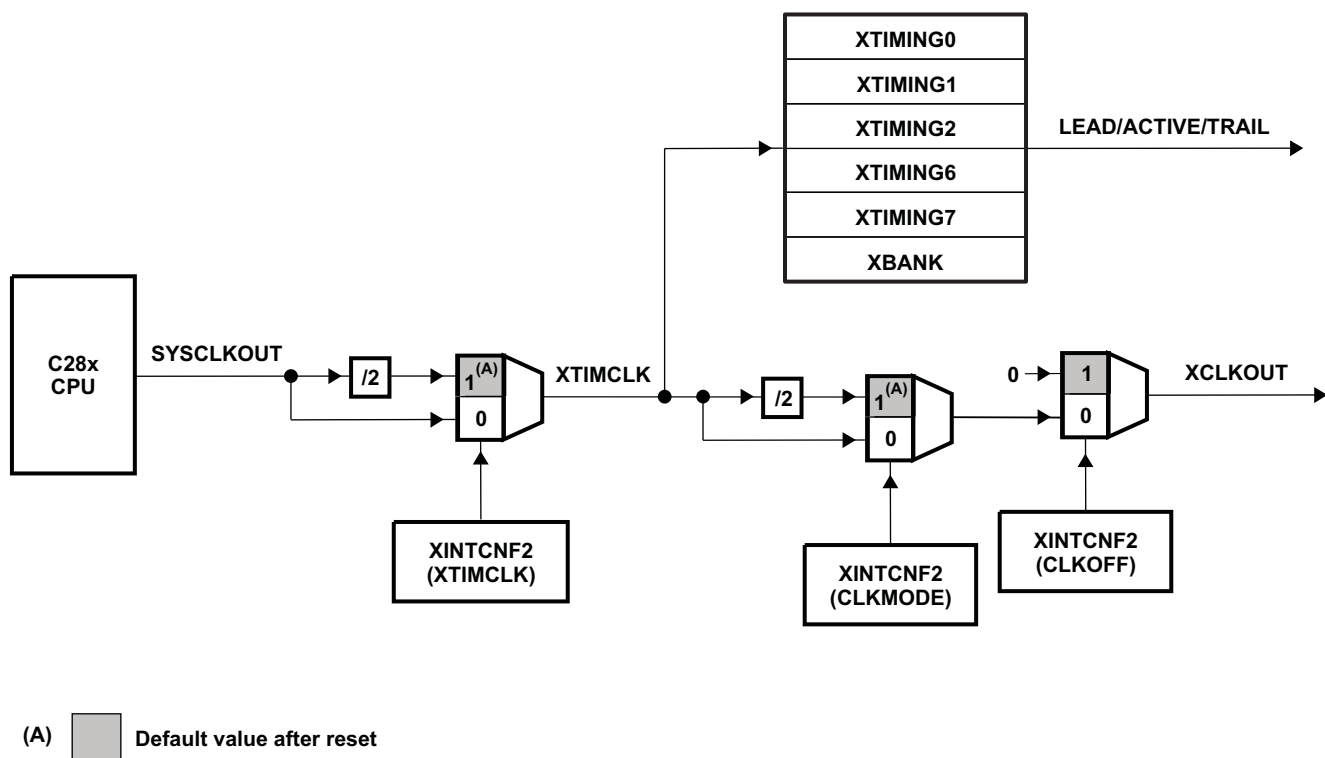 XTIMING0
XTIMING1
XTIMING2
LEAD/ACTIVE/TRAIL
XTIMING6
XTIMING7
XBANK
C28x
CPU
SYSCLKOUT
/2
1(A)
0
XTIMCLK
/2
1(A)
0
0
1
0
XCLKOUT
XINTCNF2
(XTIMCLK)
XINTCNF2
(CLKMODE)
XINTCNF2
(CLKOFF)
(A) Default value after reset